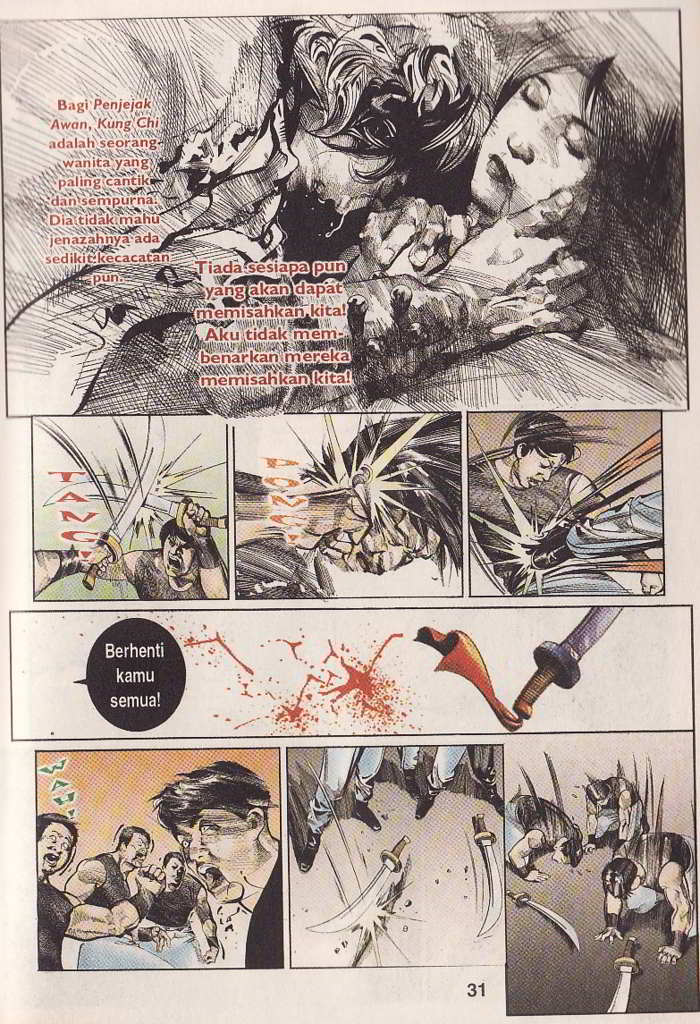 Bagi Penjejak
Awan, Kung Chi
adalah seorang
wanita yang
paling cantik
dan sempurna.
Dia tidak mahu
jenazahnya ada
sedikit kecacatan
pun.
Tiada sesiapa pun
yang akan dapat
memisahkan kita!
Aku tidak mem-
benarkan mereka
memisahkan kita!
TANG!
PONG!
Berhenti
kamu
semua!
WAH!
31